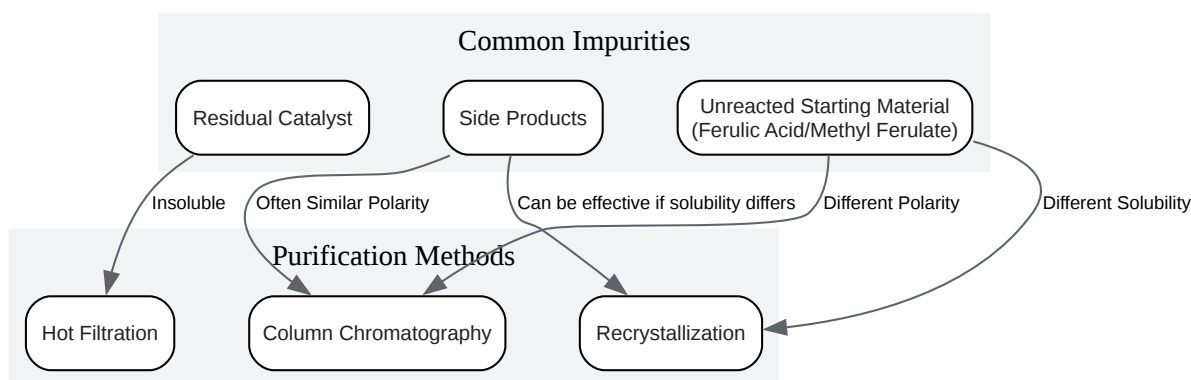 Common Impurities
Residual Catalyst
Side Products
Unreacted Starting Material
(Ferulic Acid/Methyl Ferulate)
Insoluble
Often Similar Polarity
Can be effective if solubility differs
Different Polarity
Different Solubility
Purification Methods
Hot Filtration
Column Chromatography
Recrystallization